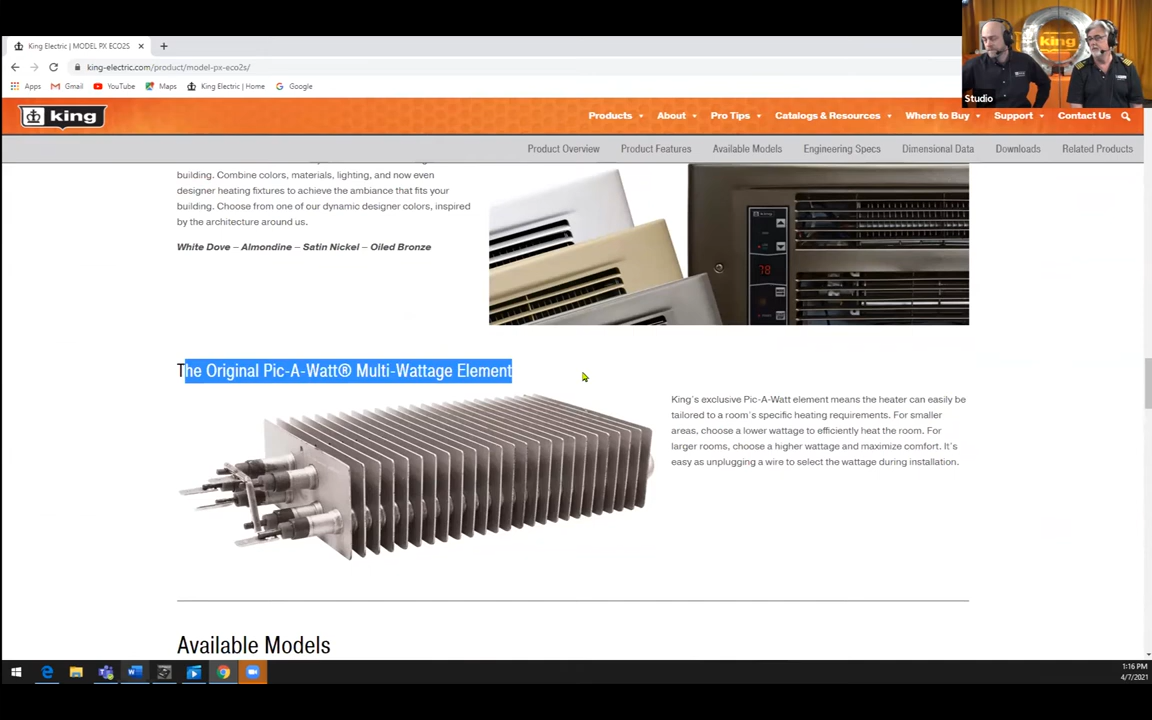 King Electric | MODEL PX ECO2S
king-electric.com/product/model-px-eco2s/
Apps Gmail YouTube Maps King Electric | Home Google
king
Studio
king
Products About Pro Tips Catalogs & Resources Where to Buy Support Contact Us
Product Overview Product Features Available Models Engineering Specs Dimensional Data Downloads Related Products
building. Combine colors, materials, lighting, and now even
designer heating fixtures to achieve the ambiance that fits your
building. Choose from one of our dynamic designer colors, inspired
by the architecture around us.
White Dove – Almondine – Satin Nickel – Oiled Bronze
king
78
The Original Pic-A-Watt® Multi-Wattage Element
King's exclusive Pic-A-Watt element means the heater can easily be
tailored to a room's specific heating requirements. For smaller
areas, choose a lower wattage to efficiently heat the room. For
larger rooms, choose a higher wattage and maximize comfort. It's
easy as unplugging a wire to select the wattage during installation.
Available Models
1:16 PM
4/7/2021